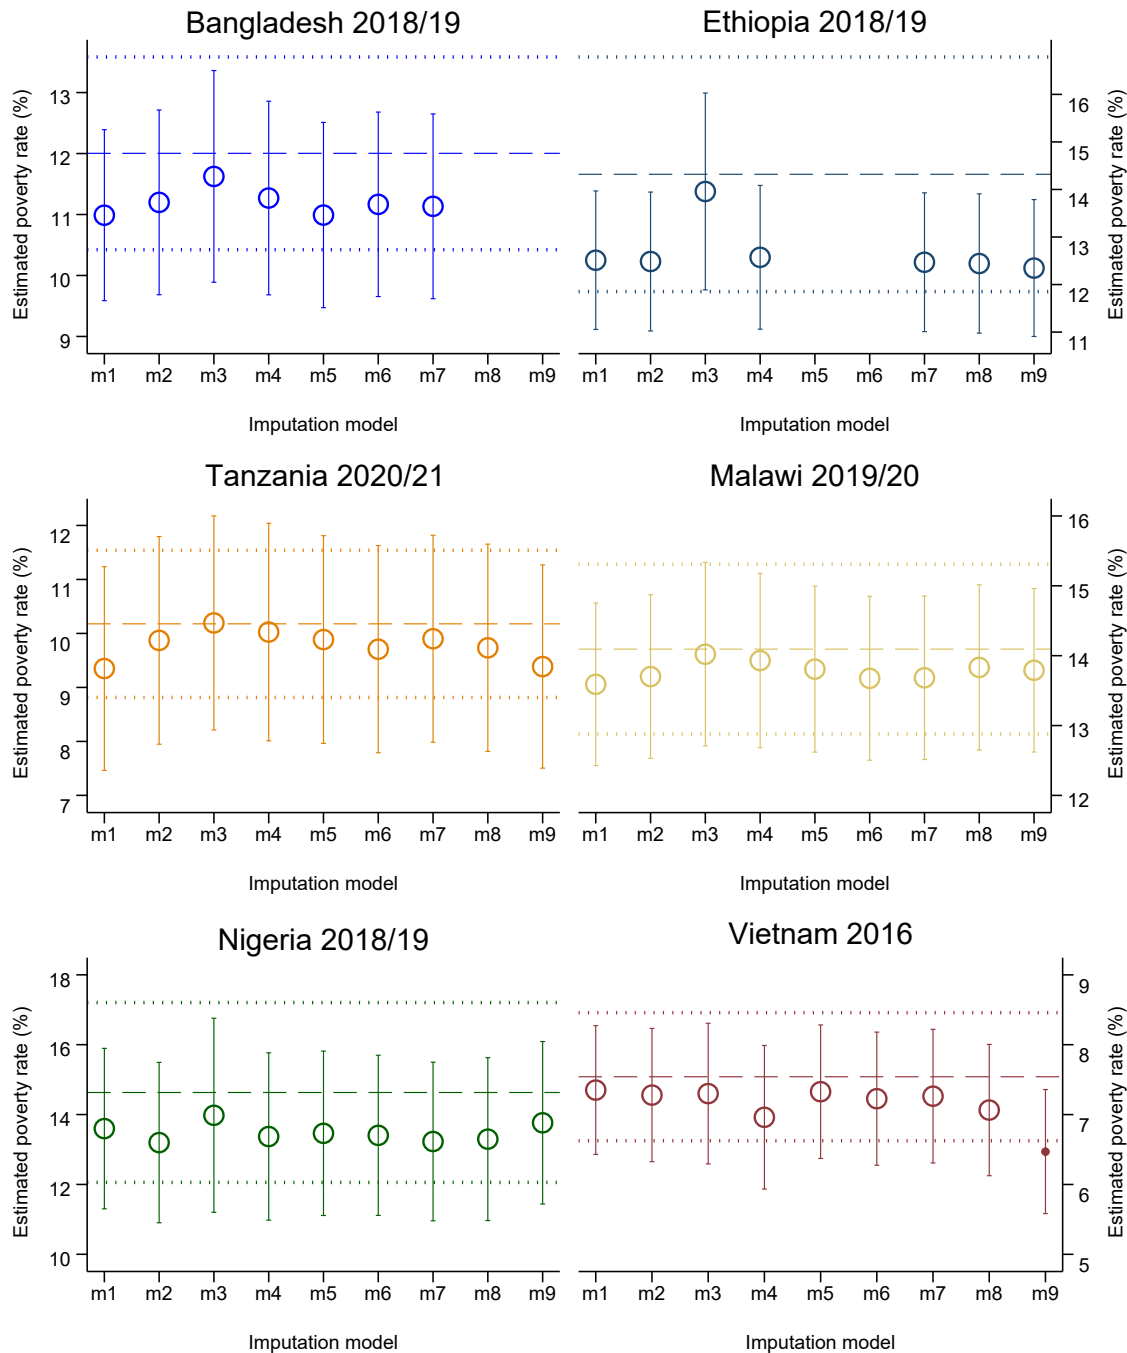 Bangladesh 2018/19
Estimated poverty rate (%)
13
12
11
10
9
m1 m2 m3 m4 m5 m6 m7 m8 m9
Imputation model
Ethiopia 2018/19
Estimated poverty rate (%)
16
15
14
13
12
11
m1 m2 m3 m4 m5 m6 m7 m8 m9
Imputation model
Tanzania 2020/21
Estimated poverty rate (%)
12
11
10
9
8
7
m1 m2 m3 m4 m5 m6 m7 m8 m9
Imputation model
Malawi 2019/20
Estimated poverty rate (%)
16
15
14
13
12
m1 m2 m3 m4 m5 m6 m7 m8 m9
Imputation model
Nigeria 2018/19
Estimated poverty rate (%)
18
16
14
12
10
m1 m2 m3 m4 m5 m6 m7 m8 m9
Imputation model
Vietnam 2016
Estimated poverty rate (%)
9
8
7
6
5
m1 m2 m3 m4 m5 m6 m7 m8 m9
Imputation model